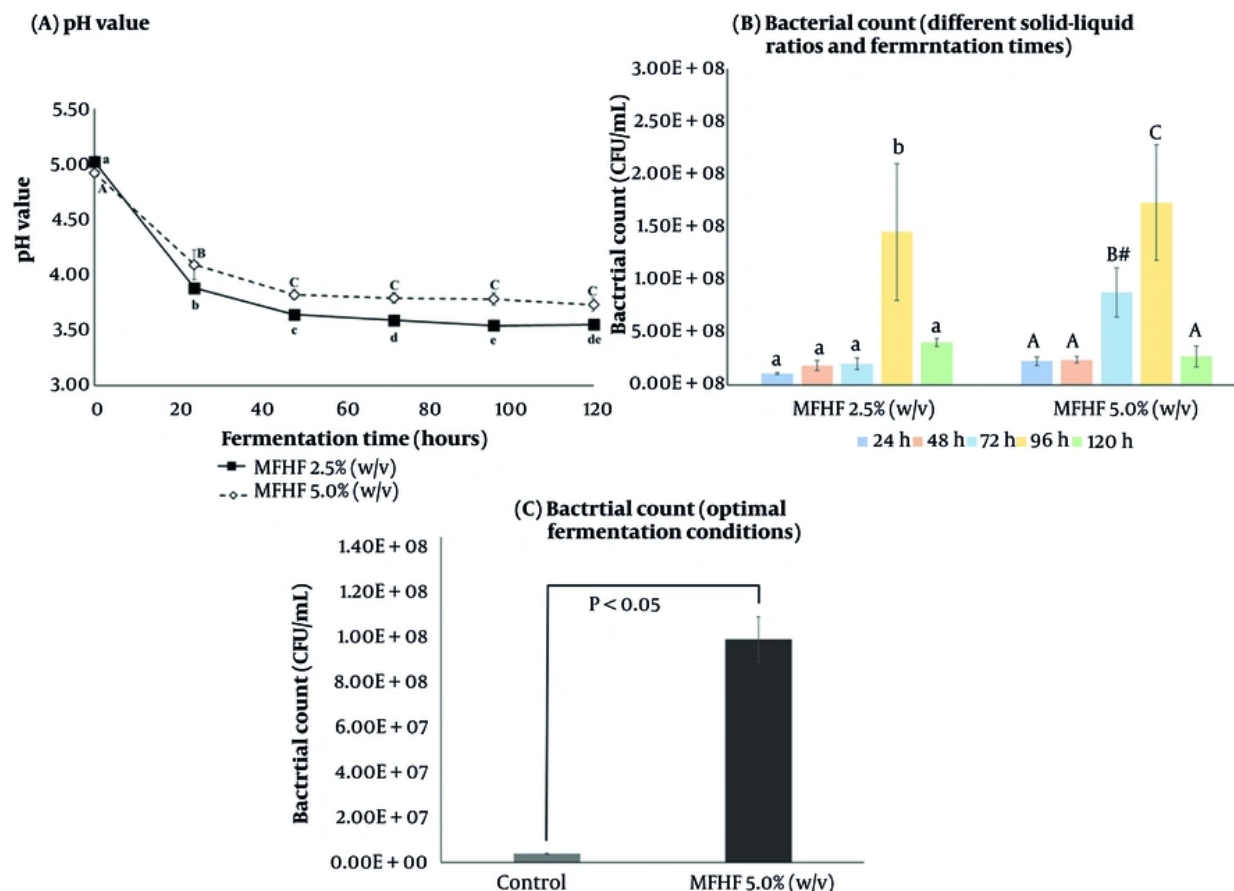 (A) pH value
pH value
5.50
5.00
4.50
4.00
3.50
3.00
a
A
B
b
C
c
C
d
C
e
C
de
0 20 40 60 80 100 120
Fermentation time (hours)
MFHF 2.5% (w/v)
MFHF 5.0% (w/v)
(B) Bacterial count (different solid-liquid
ratios and fermrntation times)
Bactrtial count (CFU/mL)
3.00E + 08
2.50E + 08
2.00E + 08
1.50E + 08
1.00E + 08
5.00E + 08
0.00E + 08
a a a b a
A A B# C A
MFHF 2.5% (w/v) MFHF 5.0% (w/v)
24 h 48 h 72 h 96 h 120 h
(C) Bactrtial count (optimal
fermentation conditions)
Bactrtial count (CFU/mL)
1.40E + 08
1.20E + 08
1.00E + 08
8.00E + 07
6.00E + 07
4.00E + 07
2.00E + 07
0.00E + 00
P < 0.05
Control MFHF 5.0% (w/v)